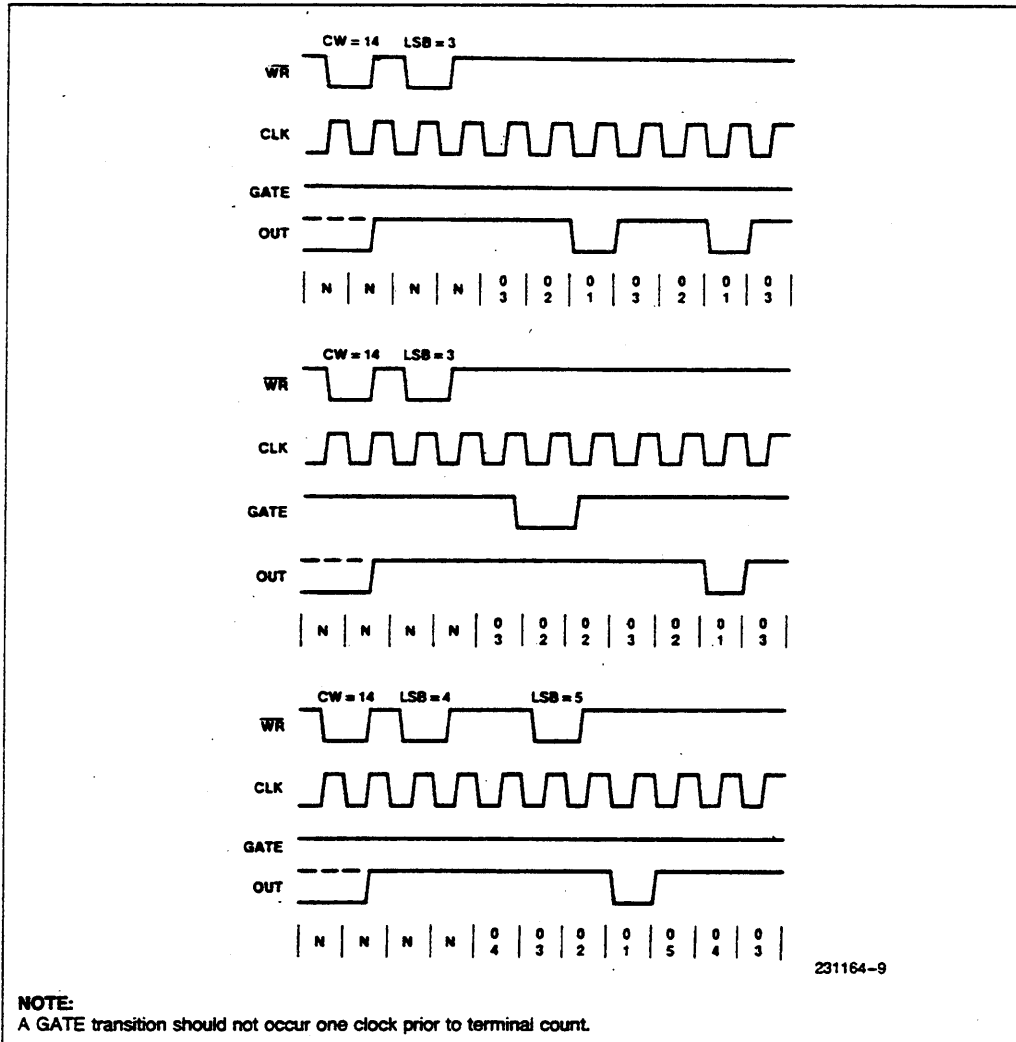 CW = 14 LSB = 3
WR
CLK
GATE
OUT
| N | N | N | N | 0 3 | 0 2 | 0 1 | 0 3 | 0 2 | 0 1 | 0 3 |
CW = 14 LSB = 3
WR
CLK
GATE
OUT
| N | N | N | N | 0 3 | 0 2 | 0 2 | 0 3 | 0 2 | 0 1 | 0 3 |
CW = 14 LSB = 4 LSB = 5
WR
CLK
GATE
OUT
| N | N | N | N | 0 4 | 0 3 | 0 2 | 0 1 | 0 5 | 0 4 | 0 3 |
231164-9
NOTE:
A GATE transition should not occur one clock prior to terminal count.